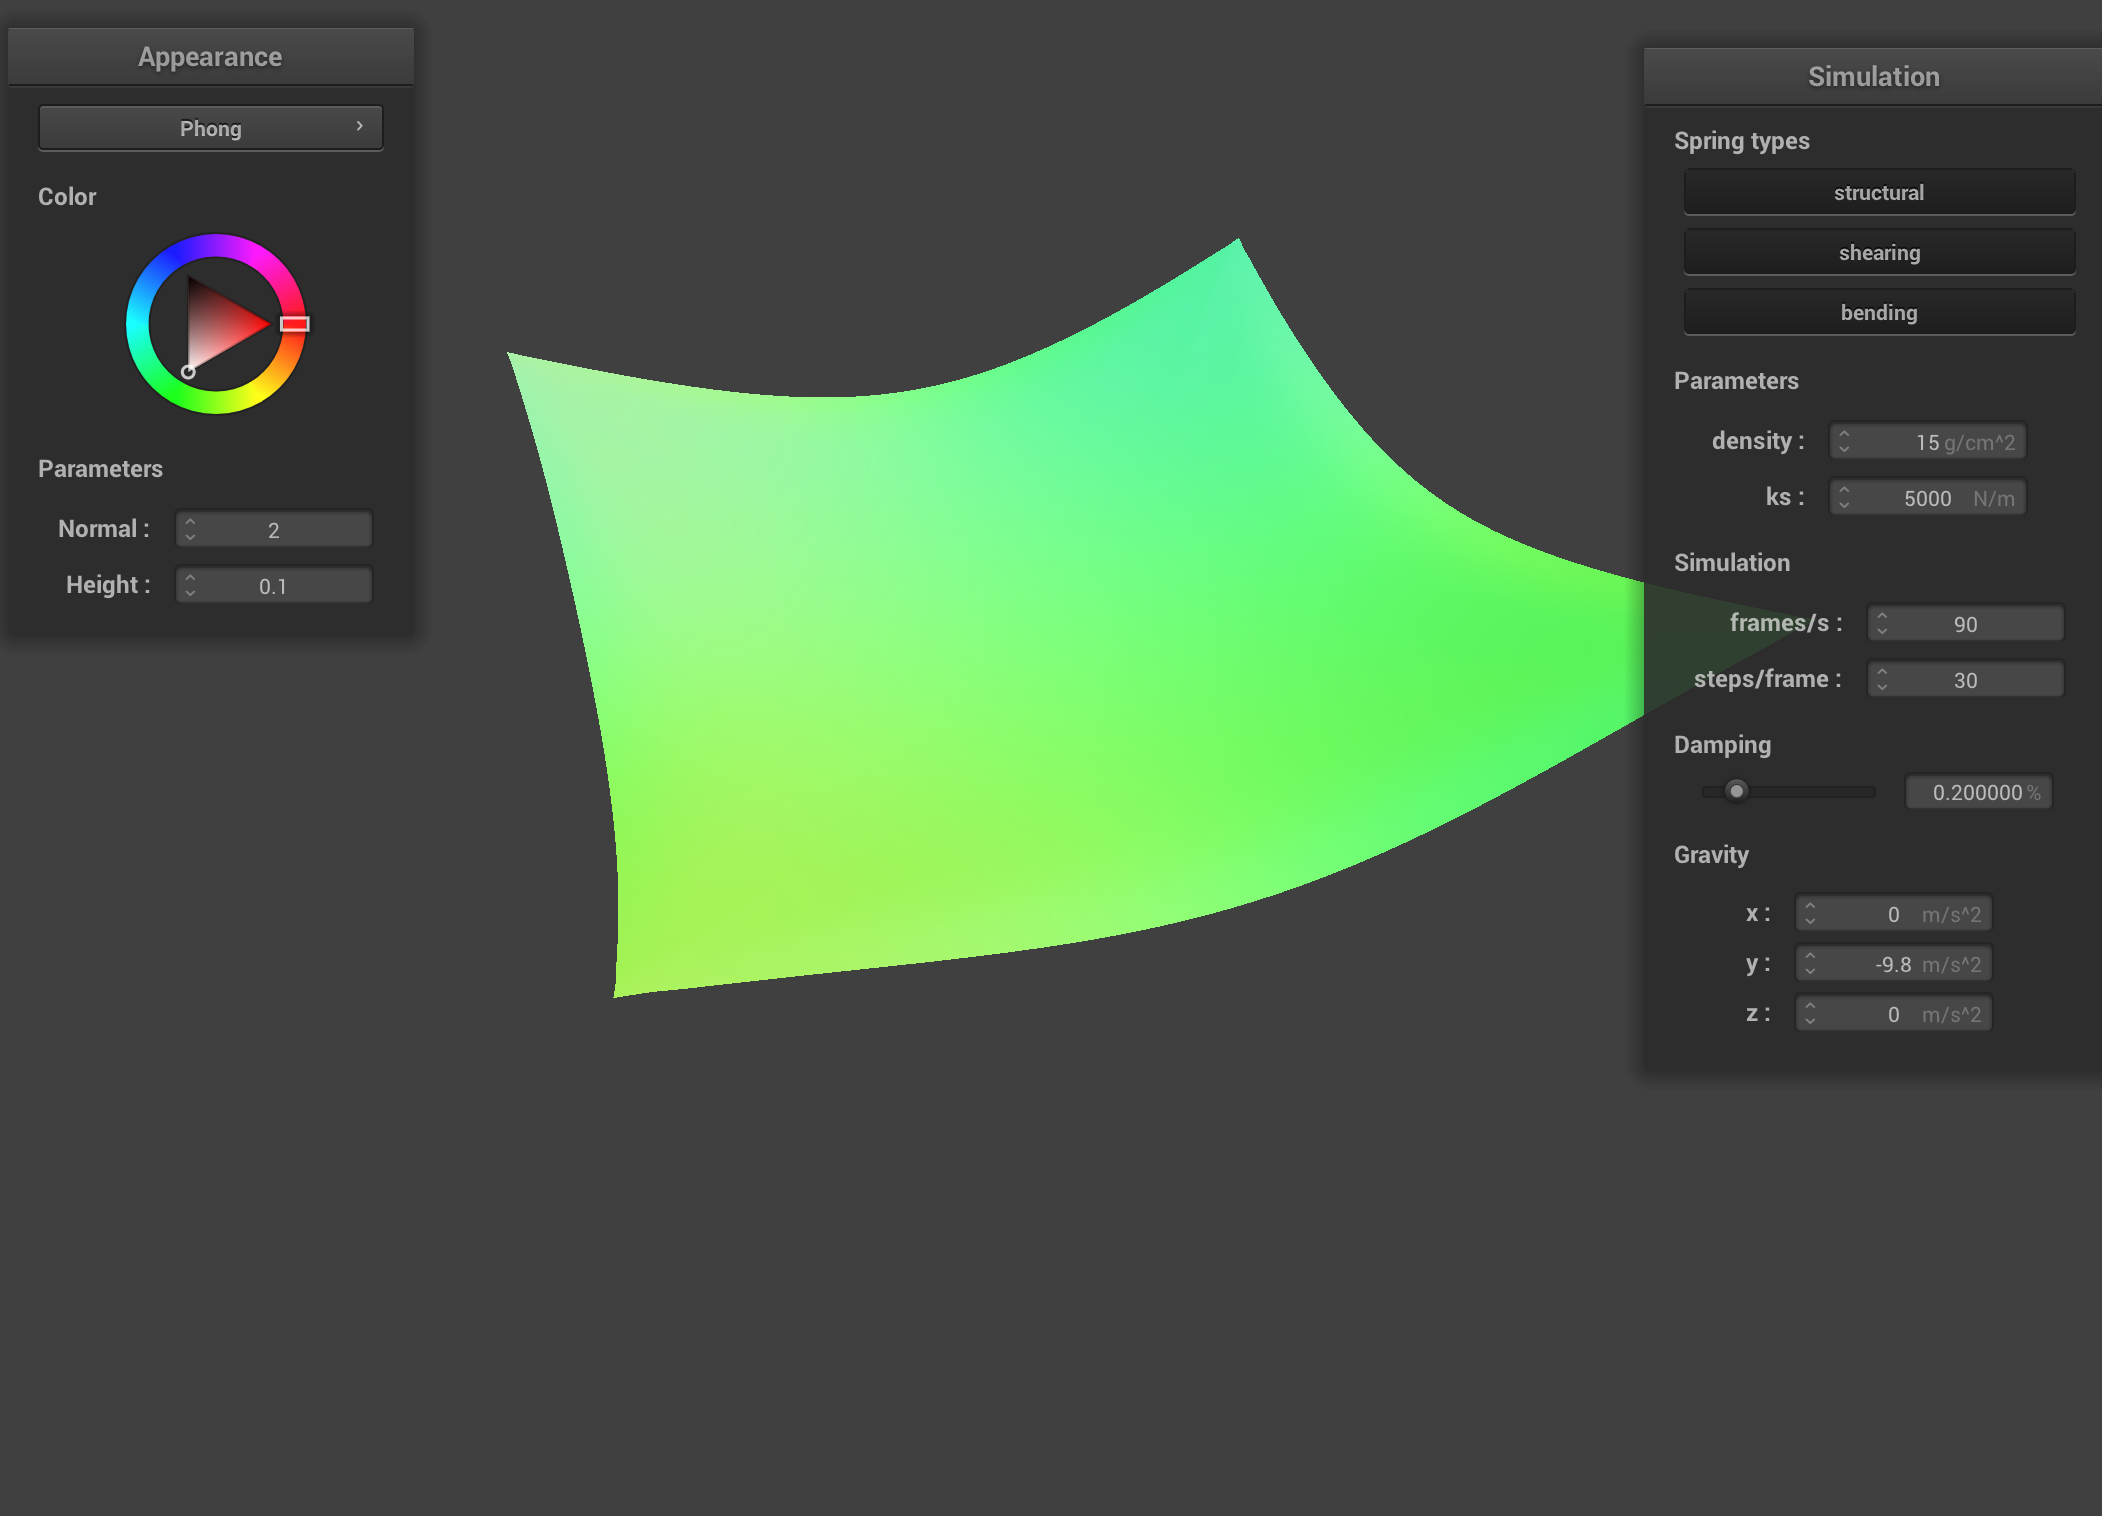 Appearance
Phong
Color
Parameters
Normal : 2
Height : 0.1
Simulation
Spring types
structural
shearing
bending
Parameters
density : 15 g/cm^2
ks : 5000 N/m
Simulation
frames/s : 90
steps/frame : 30
Damping
0.200000 %
Gravity
x : 0 m/s^2
y : -9.8 m/s^2
z : 0 m/s^2